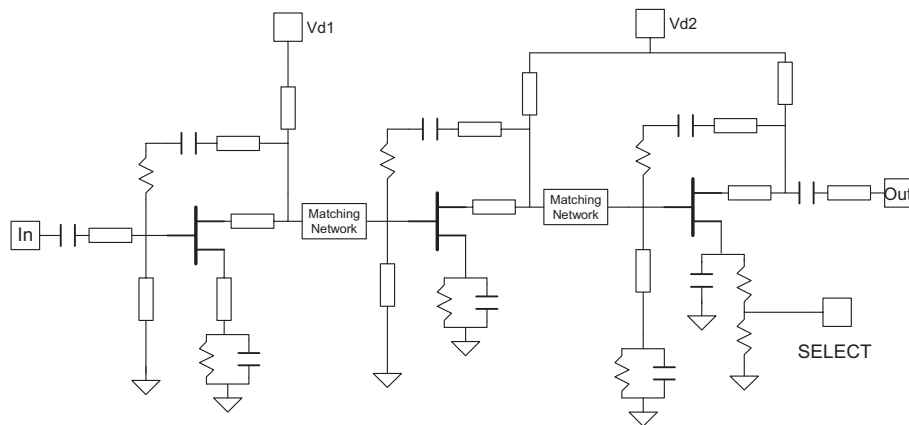 Vd1
Vd2
In
Matching
Network
Matching
Network
Out
SELECT